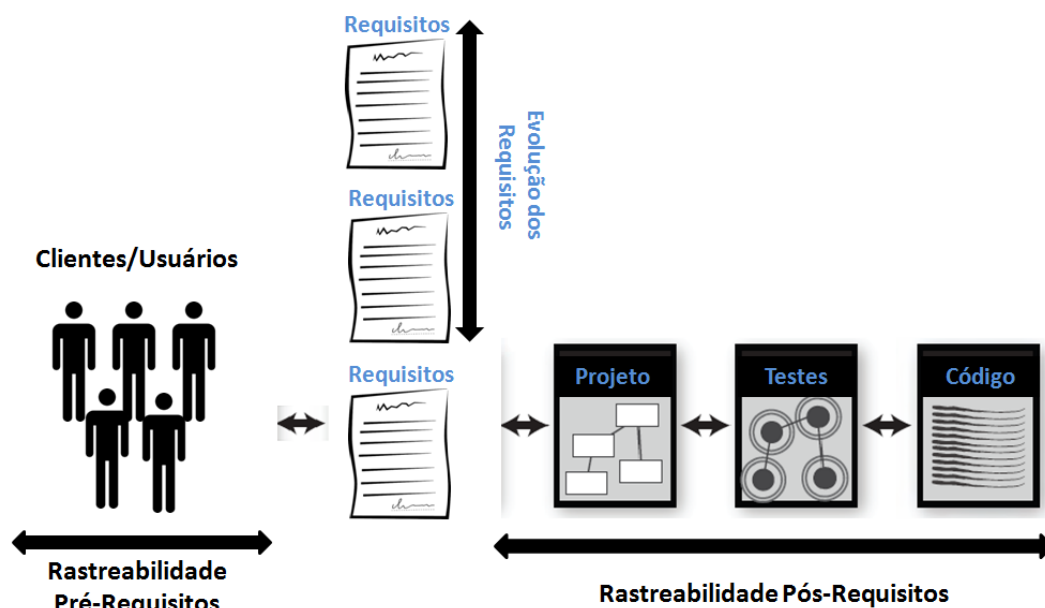 Requisitos
Evolução dos
Requisitos
Requisitos
Clientes/Usuários
Requisitos
Projeto
Testes
Código
Rastreabilidade
Pré-Requisitos
Rastreabilidade Pós-Requisitos